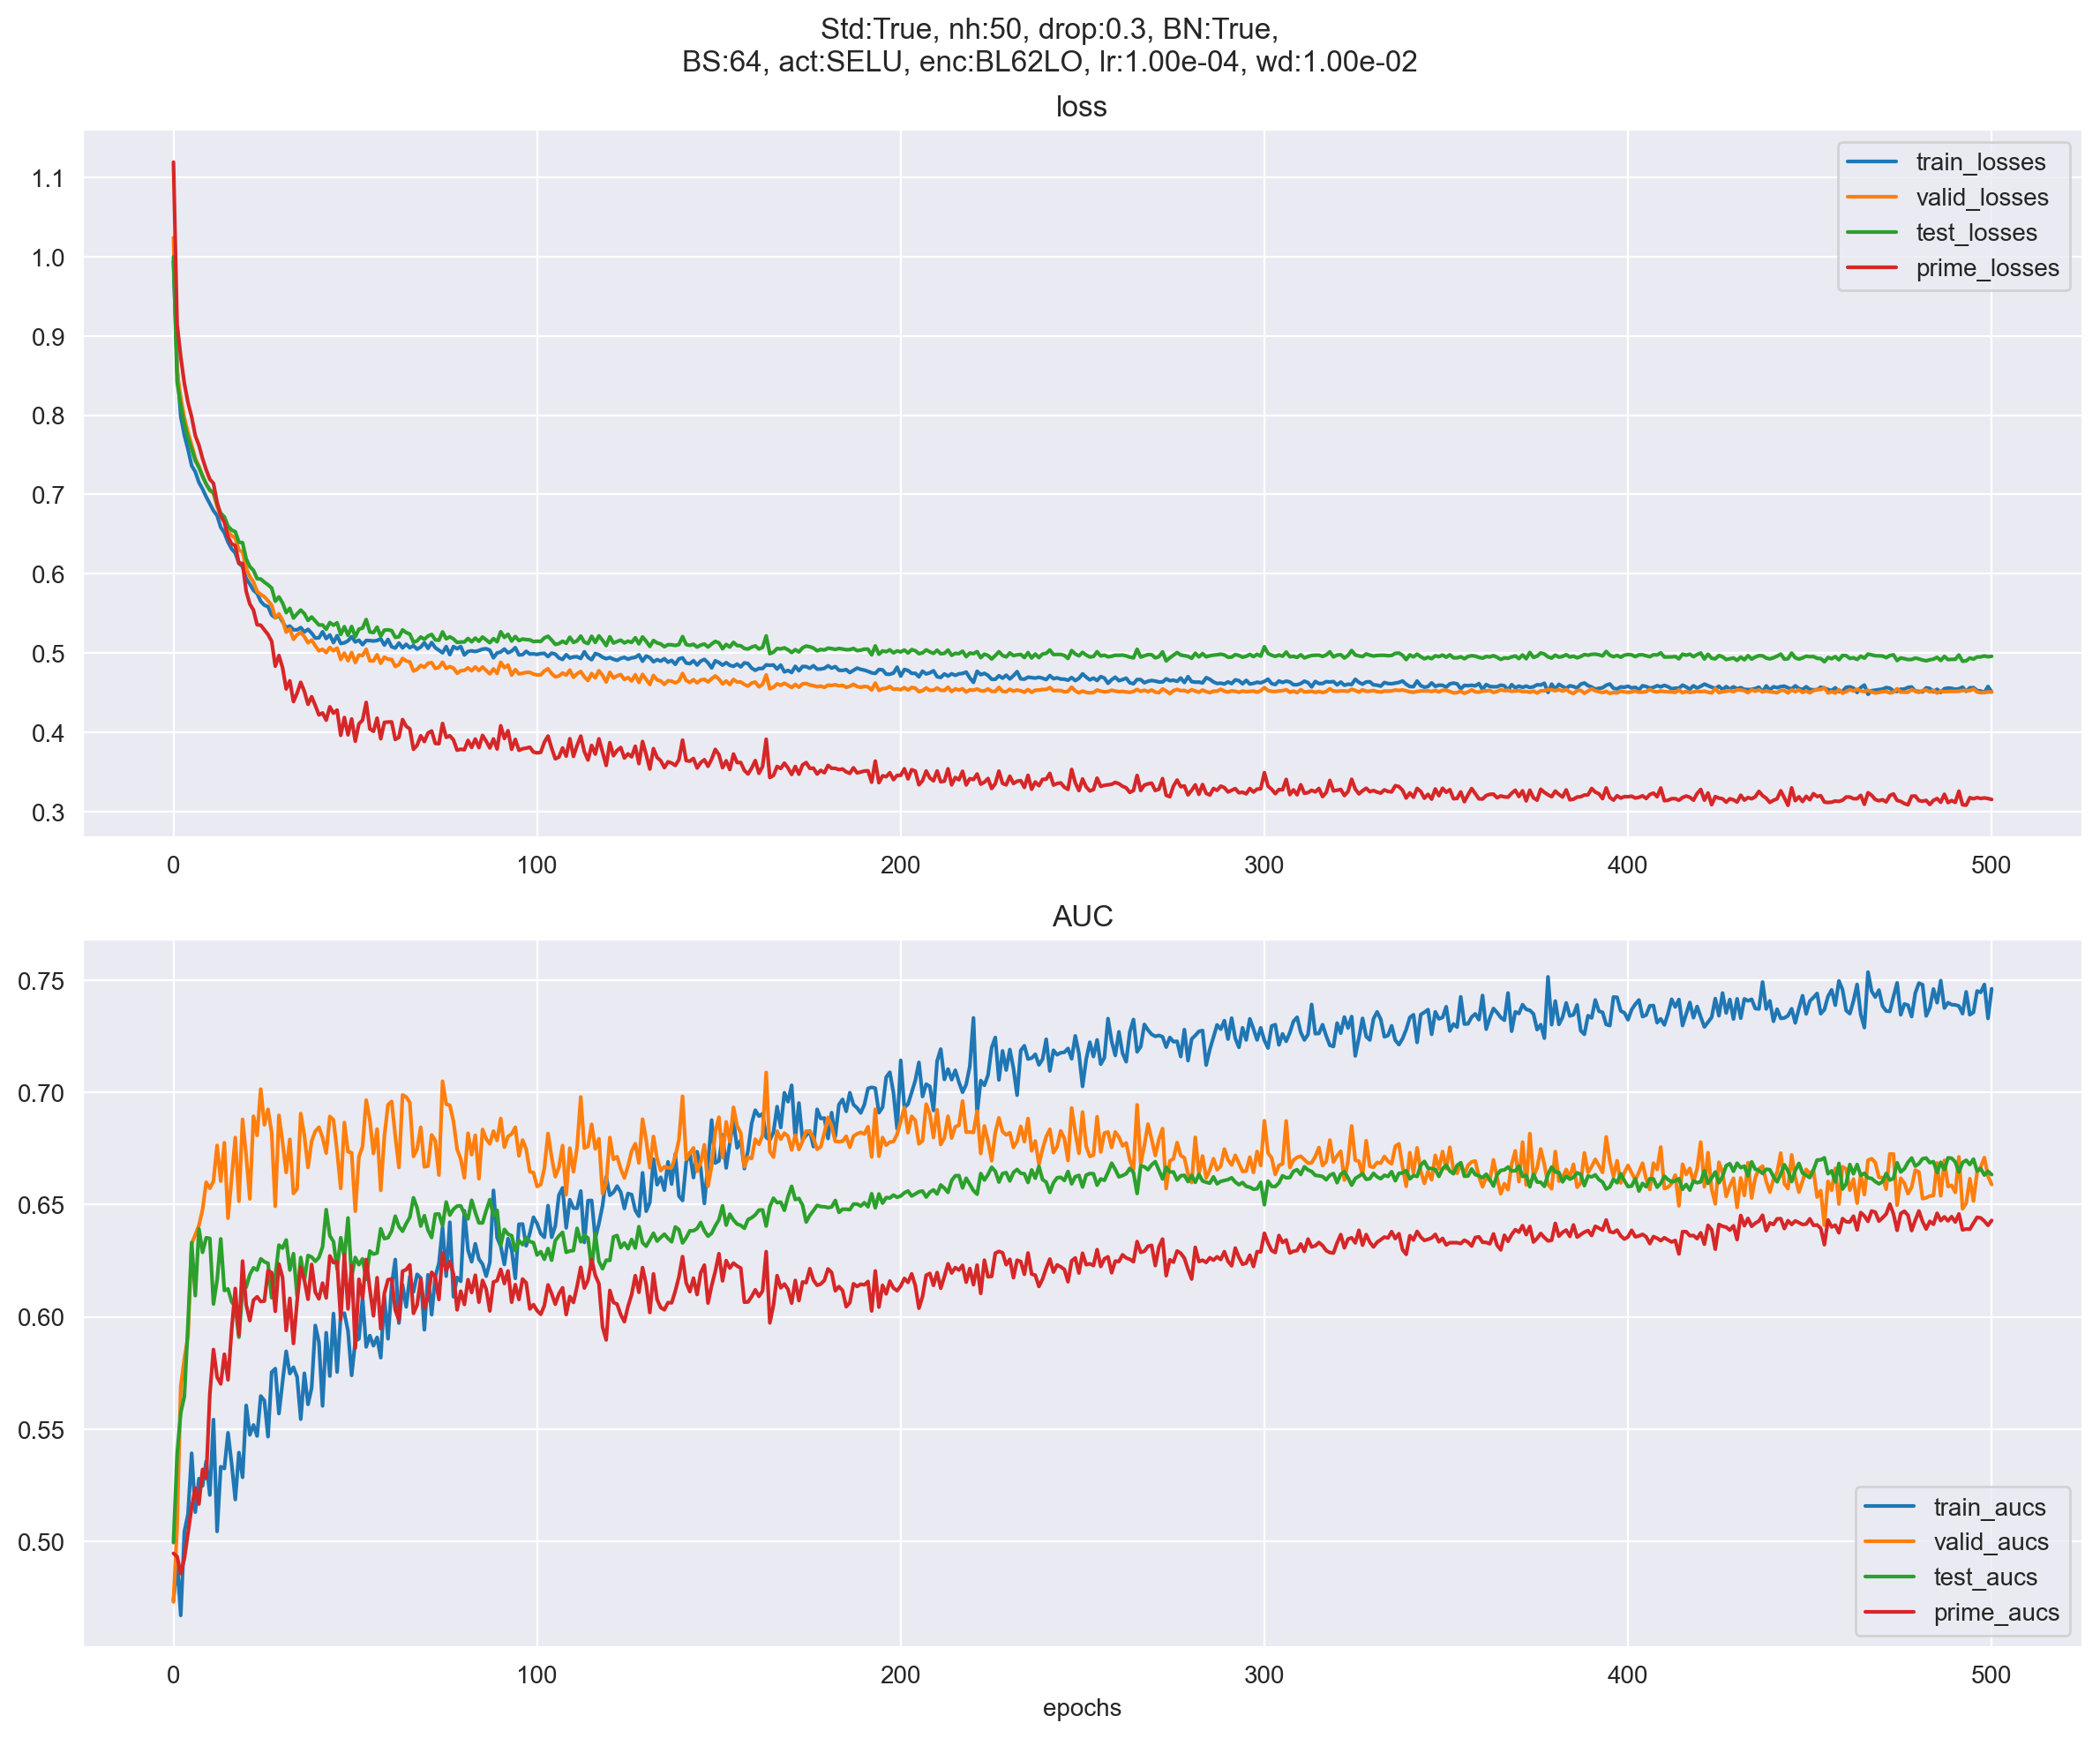 Std:True, nh:50, drop:0.3, BN:True,
BS:64, act:SELU, enc:BL62LO, lr:1.00e-04, wd:1.00e-02
loss
1.1
1.0
0.9
0.8
0.7
0.6
0.5
0.4
0.3
train_losses
valid_losses
test_losses
prime_losses
0 100 200 300 400 500
AUC
0.75
0.70
0.65
0.60
0.55
0.50
train_aucs
valid_aucs
test_aucs
prime_aucs
0 100 200 300 400 500
epochs